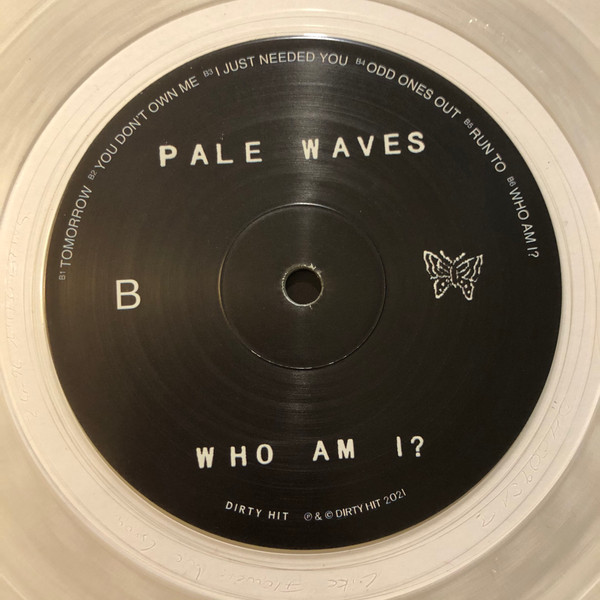 B1 TOMORROW B2 YOU DON'T OWN ME B3 I JUST NEEDED YOU B4 ODD ONES OUT B5 RUN TO B6 WHO AM I?
PALE WAVES
B
WHO AM I?
DIRTY HIT ℗ & © DIRTY HIT 2021